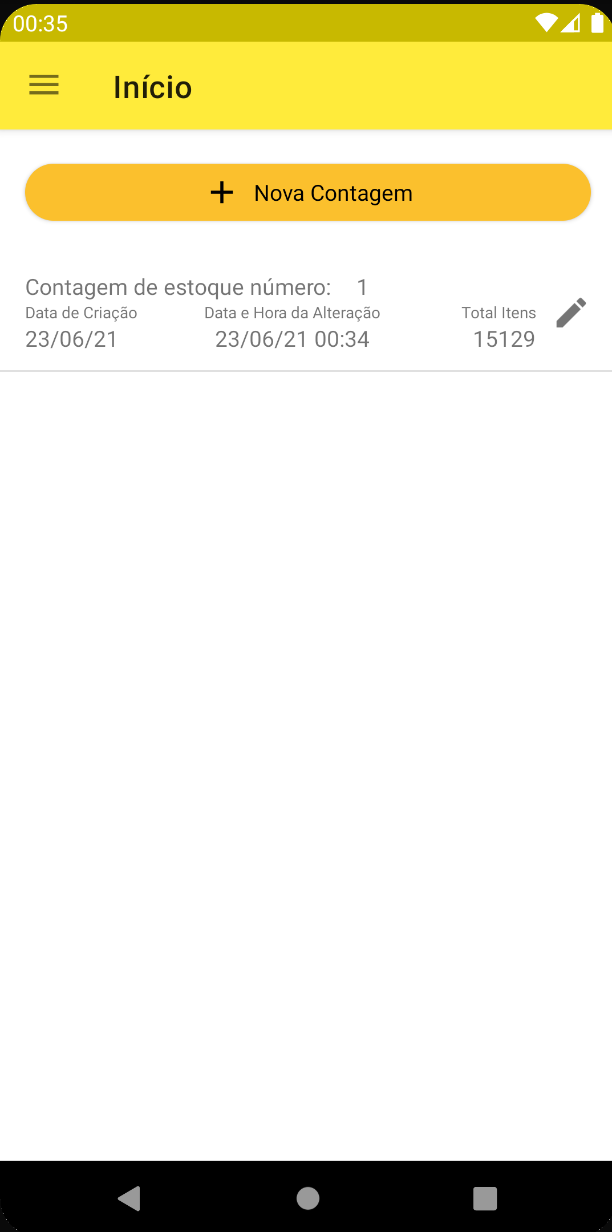 00:35
Início
Nova Contagem
Contagem de estoque número: 1
Data de Criação Data e Hora da Alteração Total Itens
23/06/21 23/06/21 00:34 15129